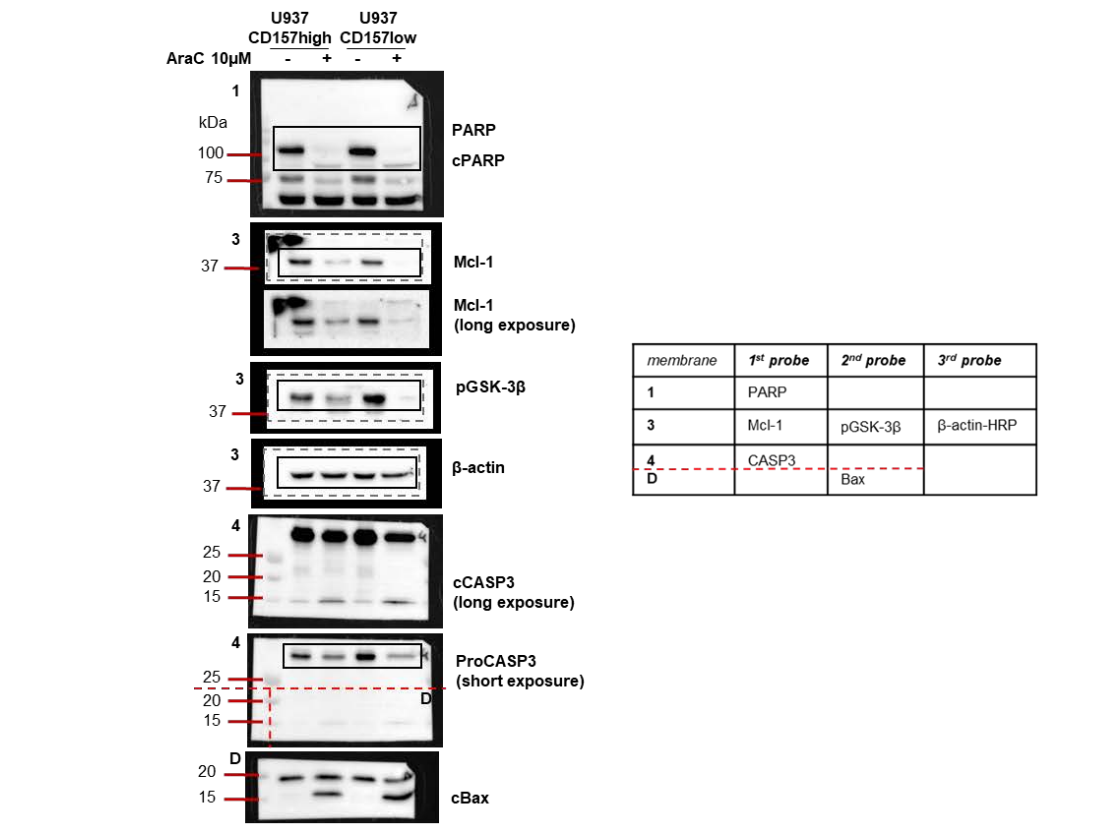 U937 U937
CD157high CD157low
AraC 10µM - + - +
1
kDa
100
75
PARP
cPARP
3
37
Mcl-1
Mcl-1
(long exposure)
3
37
pGSK-3β
3
37
β-actin
4
25
20
15
cCASP3
(long exposure)
4
25
20
15
D
ProCASP3
(short exposure)
D
20
15
cBax
membrane 1st probe 2nd probe 3rd probe
1 PARP
3 Mcl-1 pGSK-3β β-actin-HRP
4 CASP3
D Bax